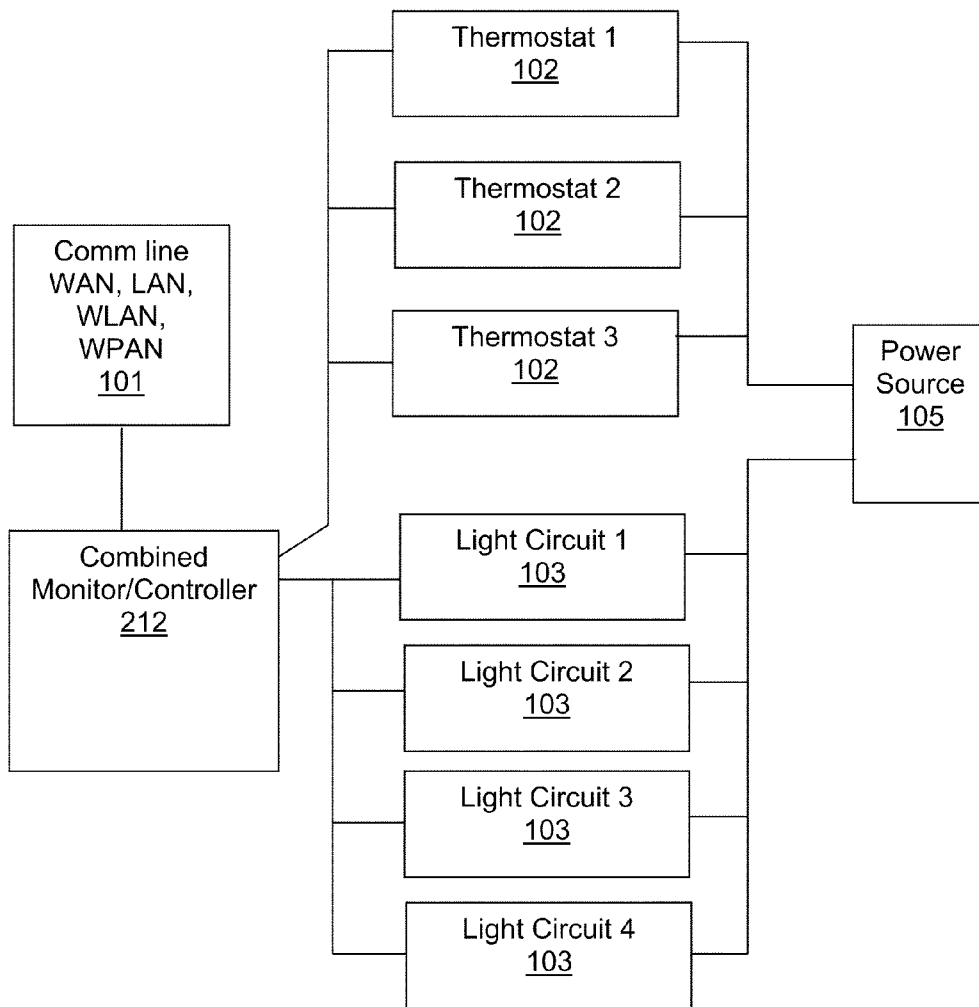 Thermostat 1
102
Thermostat 2
102
Comm line
WAN, LAN,
WLAN,
WPAN
101
Thermostat 3
102
Power
Source
105
Combined
Monitor/Controller
212
Light Circuit 1
103
Light Circuit 2
103
Light Circuit 3
103
Light Circuit 4
103